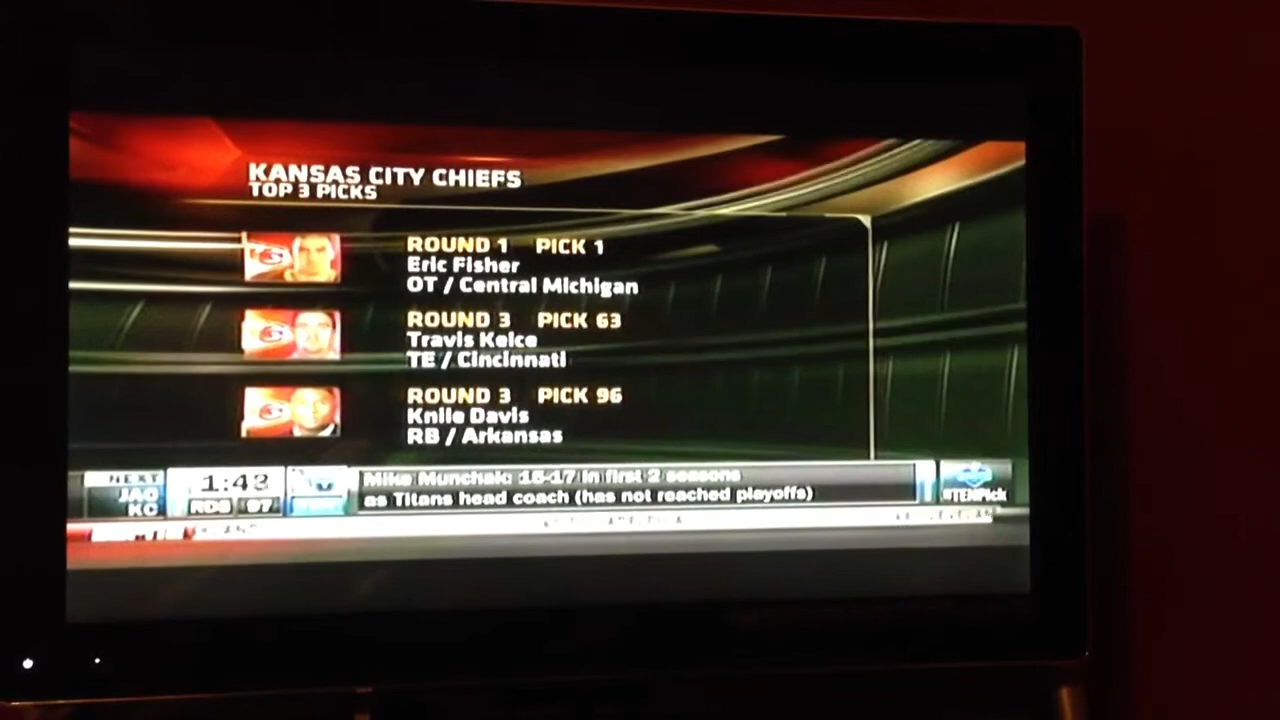 KANSAS CITY CHIEFS
TOP 3 PICKS
ROUND 1 PICK 1
Eric Fisher
OT / Central Michigan
ROUND 3 PICK 63
Travis Kelce
TE / Cincinnati
ROUND 3 PICK 96
Knile Davis
RB / Arkansas
NEXT
JAC
KC
1:43
RD3 97
Mike Munchak: 15-17 in first 2 seasons
as Titans head coach (has not reached playoffs)
#TENPick